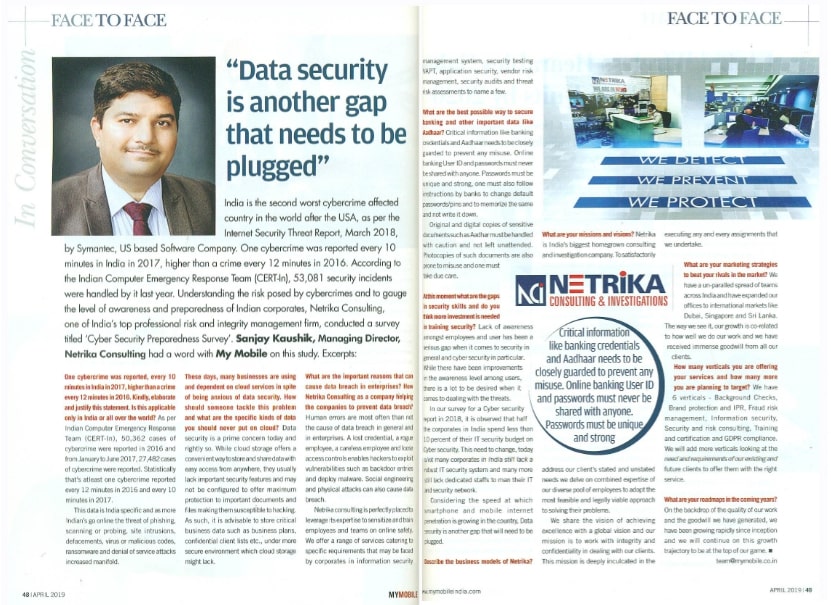 FACE TO FACE
FACE TO FACE
In Conversation
“Data security
is another gap
that needs to be
plugged”
India is the second worst cybercrime affected
country in the world after the USA, as per the
Internet Security Threat Report, March 2018,
by Symantec, US based Software Company. One cybercrime was reported every 10
minutes in India in 2017, higher than a crime every 12 minutes in 2016. According to
the Indian Computer Emergency Response Team (CERT-In), 53,081 security incidents
were handled by it last year. Understanding the risk posed by cybercrimes and to gauge
the level of awareness and preparedness of Indian corporates, Netrika Consulting,
one of India's top professional risk and integrity management firm, conducted a survey
titled ‘Cyber Security Preparedness Survey’. Sanjay Kaushik, Managing Director,
Netrika Consulting had a word with My Mobile on this study. Excerpts:
One cybercrime was reported, every 10
minutes in India in 2017, higher than a crime
every 12 minutes in 2016. Kindly, elaborate
and justify this statement. Is this applicable
only in India or all over the world? As per
Indian Computer Emergency Response
Team (CERT-In), 50,362 cases of
cybercrime were reported in 2016 and
from January to June 2017, 27,482 cases
of cybercrime were reported. Statistically
that's atleast one cybercrime reported
every 12 minutes in 2016 and every 10
minutes in 2017.
This data is India specific and as more
Indian's go online the threat of phishing,
scanning or probing, site intrusions,
defacements, virus or malicious codes,
ransomware and denial of service attacks
increased manifold.
These days, many businesses are using
and dependent on cloud services in spite
of being anxious of data security. How
should someone tackle this problem
and what are the specific kinds of data
you should never put on cloud? Data
security is a prime concern today and
rightly so. While cloud storage offers a
convenient way to store and share data with
easy access from anywhere, they usually
lack important security features and may
not be configured to offer maximum
protection to important documents and
files making them susceptible to hacking.
As such, it is advisable to store critical
business data such as business plans,
confidential client lists etc., under more
secure environment which cloud storage
might lack.
What are the important reasons that can
cause data breach in enterprises? How
Netrika Consulting as a company helping
the companies to prevent data breach?
Human errors are most often than not
the cause of data breach in general and
in enterprises. A lost credential, a rogue
employee, a careless employee and loose
access control is enables hackers to exploit
vulnerabilities such as backdoor entries
and deploy malware. Social engineering
and physical attacks can also cause data
breach.
Netrika consulting is perfectly placed to
leverage its expertise to sensitize and train
employees and teams on online safety.
We offer a range of services catering to
specific requirements that may be faced
by corporates in information security
management system, security testing
VAPT, application security, vendor risk
management, security audits and threat
risk assessments to name a few.
What are the best possible way to secure
banking and other important data like
Aadhaar? Critical information like banking
credentials and Aadhaar needs to be closely
guarded to prevent any misuse. Online
banking User ID and passwords must never
be shared with anyone. Passwords must be
unique and strong, one must also follow
instructions by banks to change default
passwords/pins and to memorize the same
and not write it down.
Original and digital copies of sensitive
documents such as Aadhar must be handled
with caution and not left unattended.
Photocopies of such documents are also
prone to misuse and one must
take due care.
At this moment what are the gaps
in security skills and do you
think more investment is needed
in training security? Lack of awareness
amongst employees and user has been a
serious gap when it comes to security in
general and cyber security in particular.
While there have been improvements
in the awareness level among users,
there is a lot to be desired when it
comes to dealing with the threats.
In our survey for a Cyber security
report in 2018, it is observed that half
the corporates in India spend less than
10 percent of their IT security budget on
Cyber security. This need to change, today
most many corporates in India still lack a
robust IT security system and many more
still lack dedicated staffs to man their IT
and security network.
Considering the speed at which
smartphone and mobile internet
penetration is growing in the country, Data
security is another gap that will need to be
plugged.
Describe the business models of Netrika?
NETRIKA
WE DETECT
WE PREVENT
WE PROTECT
What are your missions and visions? Netrika
is India's biggest homegrown consulting
and investigation company. To satisfactorily
NCI NETRIKA
CONSULTING & INVESTIGATIONS
Critical information
like banking credentials
and Aadhaar needs to be
closely guarded to prevent any
misuse. Online banking User ID
and passwords must never be
shared with anyone.
Passwords must be unique
and strong
address our client's stated and unstated
needs we delve on combined expertise of
our diverse pool of employees to adopt the
most feasible and legally viable approach
to solving their problems.
We share the vision of achieving
excellence with a global vision and our
mission is to work with integrity and
confidentiality in dealing with our clients.
This mission is deeply inculcated in the
executing any and every assignments that
we undertake.
What are your marketing strategies
to beat your rivals in the market? We
have a un-paralled spread of teams
across India and have expanded our
offices to international markets like
Dubai, Singapore and Sri Lanka.
The way we see it, our growth is co-related
to how well we do our work and we have
received immense goodwill from all our
clients.
How many verticals you are offering
your services and how many more
you are planning to target? We have
6 verticals - Background Checks,
Brand protection and IPR, Fraud risk
management, Information security,
Security and risk consulting, Training
and certification and GDPR compliance.
We will add more verticals looking at the
need and requirements of our existing and
future clients to offer them with the right
service.
What are your roadmaps in the coming years?
On the backdrop of the quality of our work
and the goodwill we have generated, we
have been growing rapidly since inception
and we will continue on this growth
trajectory to be at the top of our game. ■
team@mymobile.co.in
48 | APRIL 2019
MYMOBILE
www.mymobileindia.com
APRIL 2019 | 49